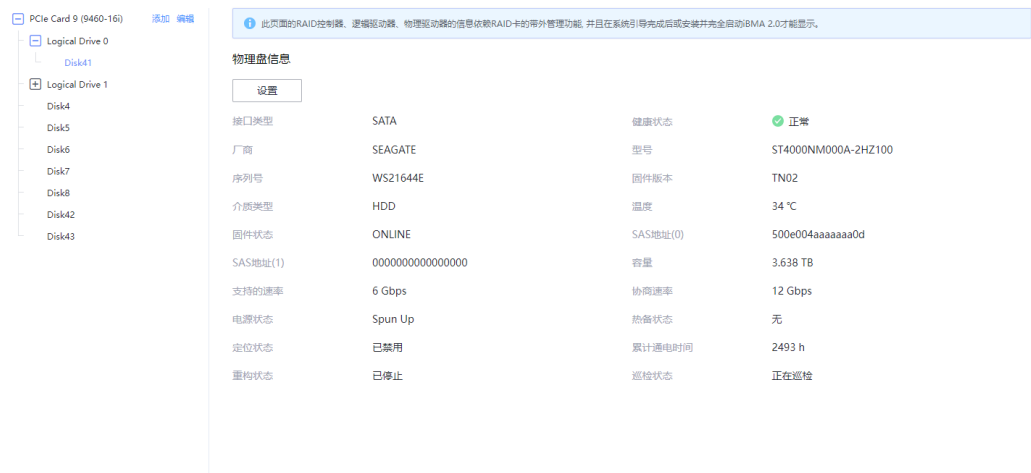 PCIe Card 9 (9460-16i) 添加 编辑
Logical Drive 0
Disk41
Logical Drive 1
Disk4
Disk5
Disk6
Disk7
Disk8
Disk42
Disk43
此页面的RAID控制器、逻辑驱动器、物理驱动器的信息依赖RAID卡的带外管理功能, 并且在系统引导完成后或安装并完全启动iBMA 2.0才能显示。
物理盘信息
设置
接口类型 SATA 健康状态 正常
厂商 SEAGATE 型号 ST4000NM000A-2HZ100
序列号 WS21644E 固件版本 TN02
介质类型 HDD 温度 34 ℃
固件状态 ONLINE SAS地址(0) 500e004aaaaaaa0d
SAS地址(1) 0000000000000000 容量 3.638 TB
支持的速率 6 Gbps 协商速率 12 Gbps
电源状态 Spun Up 热备状态 无
定位状态 已禁用 累计通电时间 2493 h
重构状态 已停止 巡检状态 正在巡检